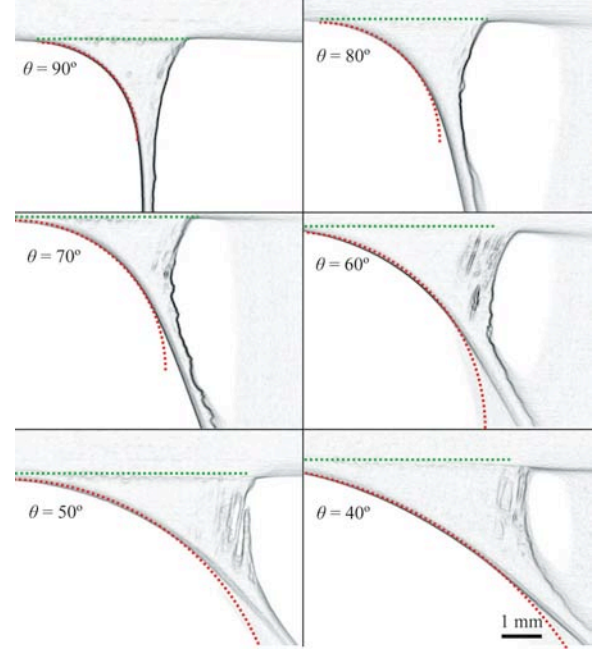 θ = 90º
θ = 80º
θ = 70º
θ = 60º
θ = 50º
θ = 40º
1 mm